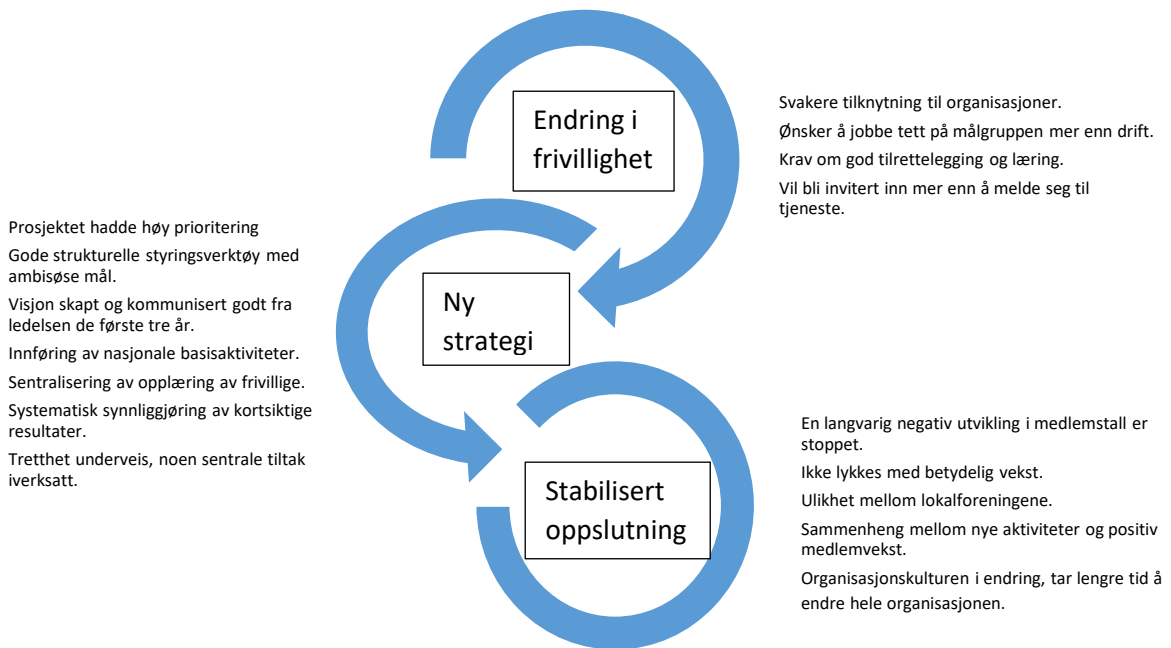 Endring i
frivillighet
Svakere tilknytning til organisasjoner.
Ønsker å jobbe tett på målgruppen mer enn drift.
Krav om god tilrettelegging og læring.
Vil bli invitert inn mer enn å melde seg til
tjeneste.
Prosjektet hadde høy prioritering
Gode strukturelle styringsverktøy med
ambisøse mål.
Visjon skapt og kommunisert godt fra
ledelsen de første tre år.
Innføring av nasjonale basisaktiviteter.
Sentralisering av opplæring av frivillige.
Systematisk synnliggjøring av kortsiktige
resultater.
Tretthet underveis, noen sentrale tiltak
iverksatt.
Ny
strategi
Stabilisert
oppslutning
En langvarig negativ utvikling i medlemstall er
stoppet.
Ikke lykkes med betydelig vekst.
Ulikhet mellom lokalforeningene.
Sammenheng mellom nye aktiviteter og positiv
medlemvekst.
Organisasjonskulturen i endring, tar lengre tid å
endre hele organisasjonen.